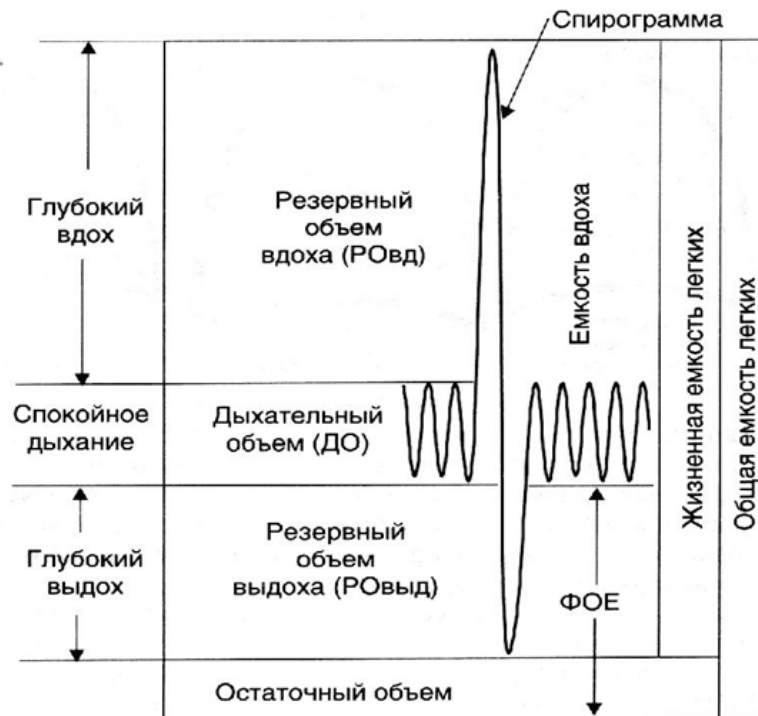 Спирограмма
Глубокий
вдох
Резервный
объем
вдоха (РОвд)
Емкость вдоха
Жизненная емкость легких
Общая емкость легких
Спокойное
дыхание
Дыхательный
объем (ДО)
Глубокий
выдох
Резервный
объем
выдоха (РОвыд)
ФОЕ
Остаточный объем